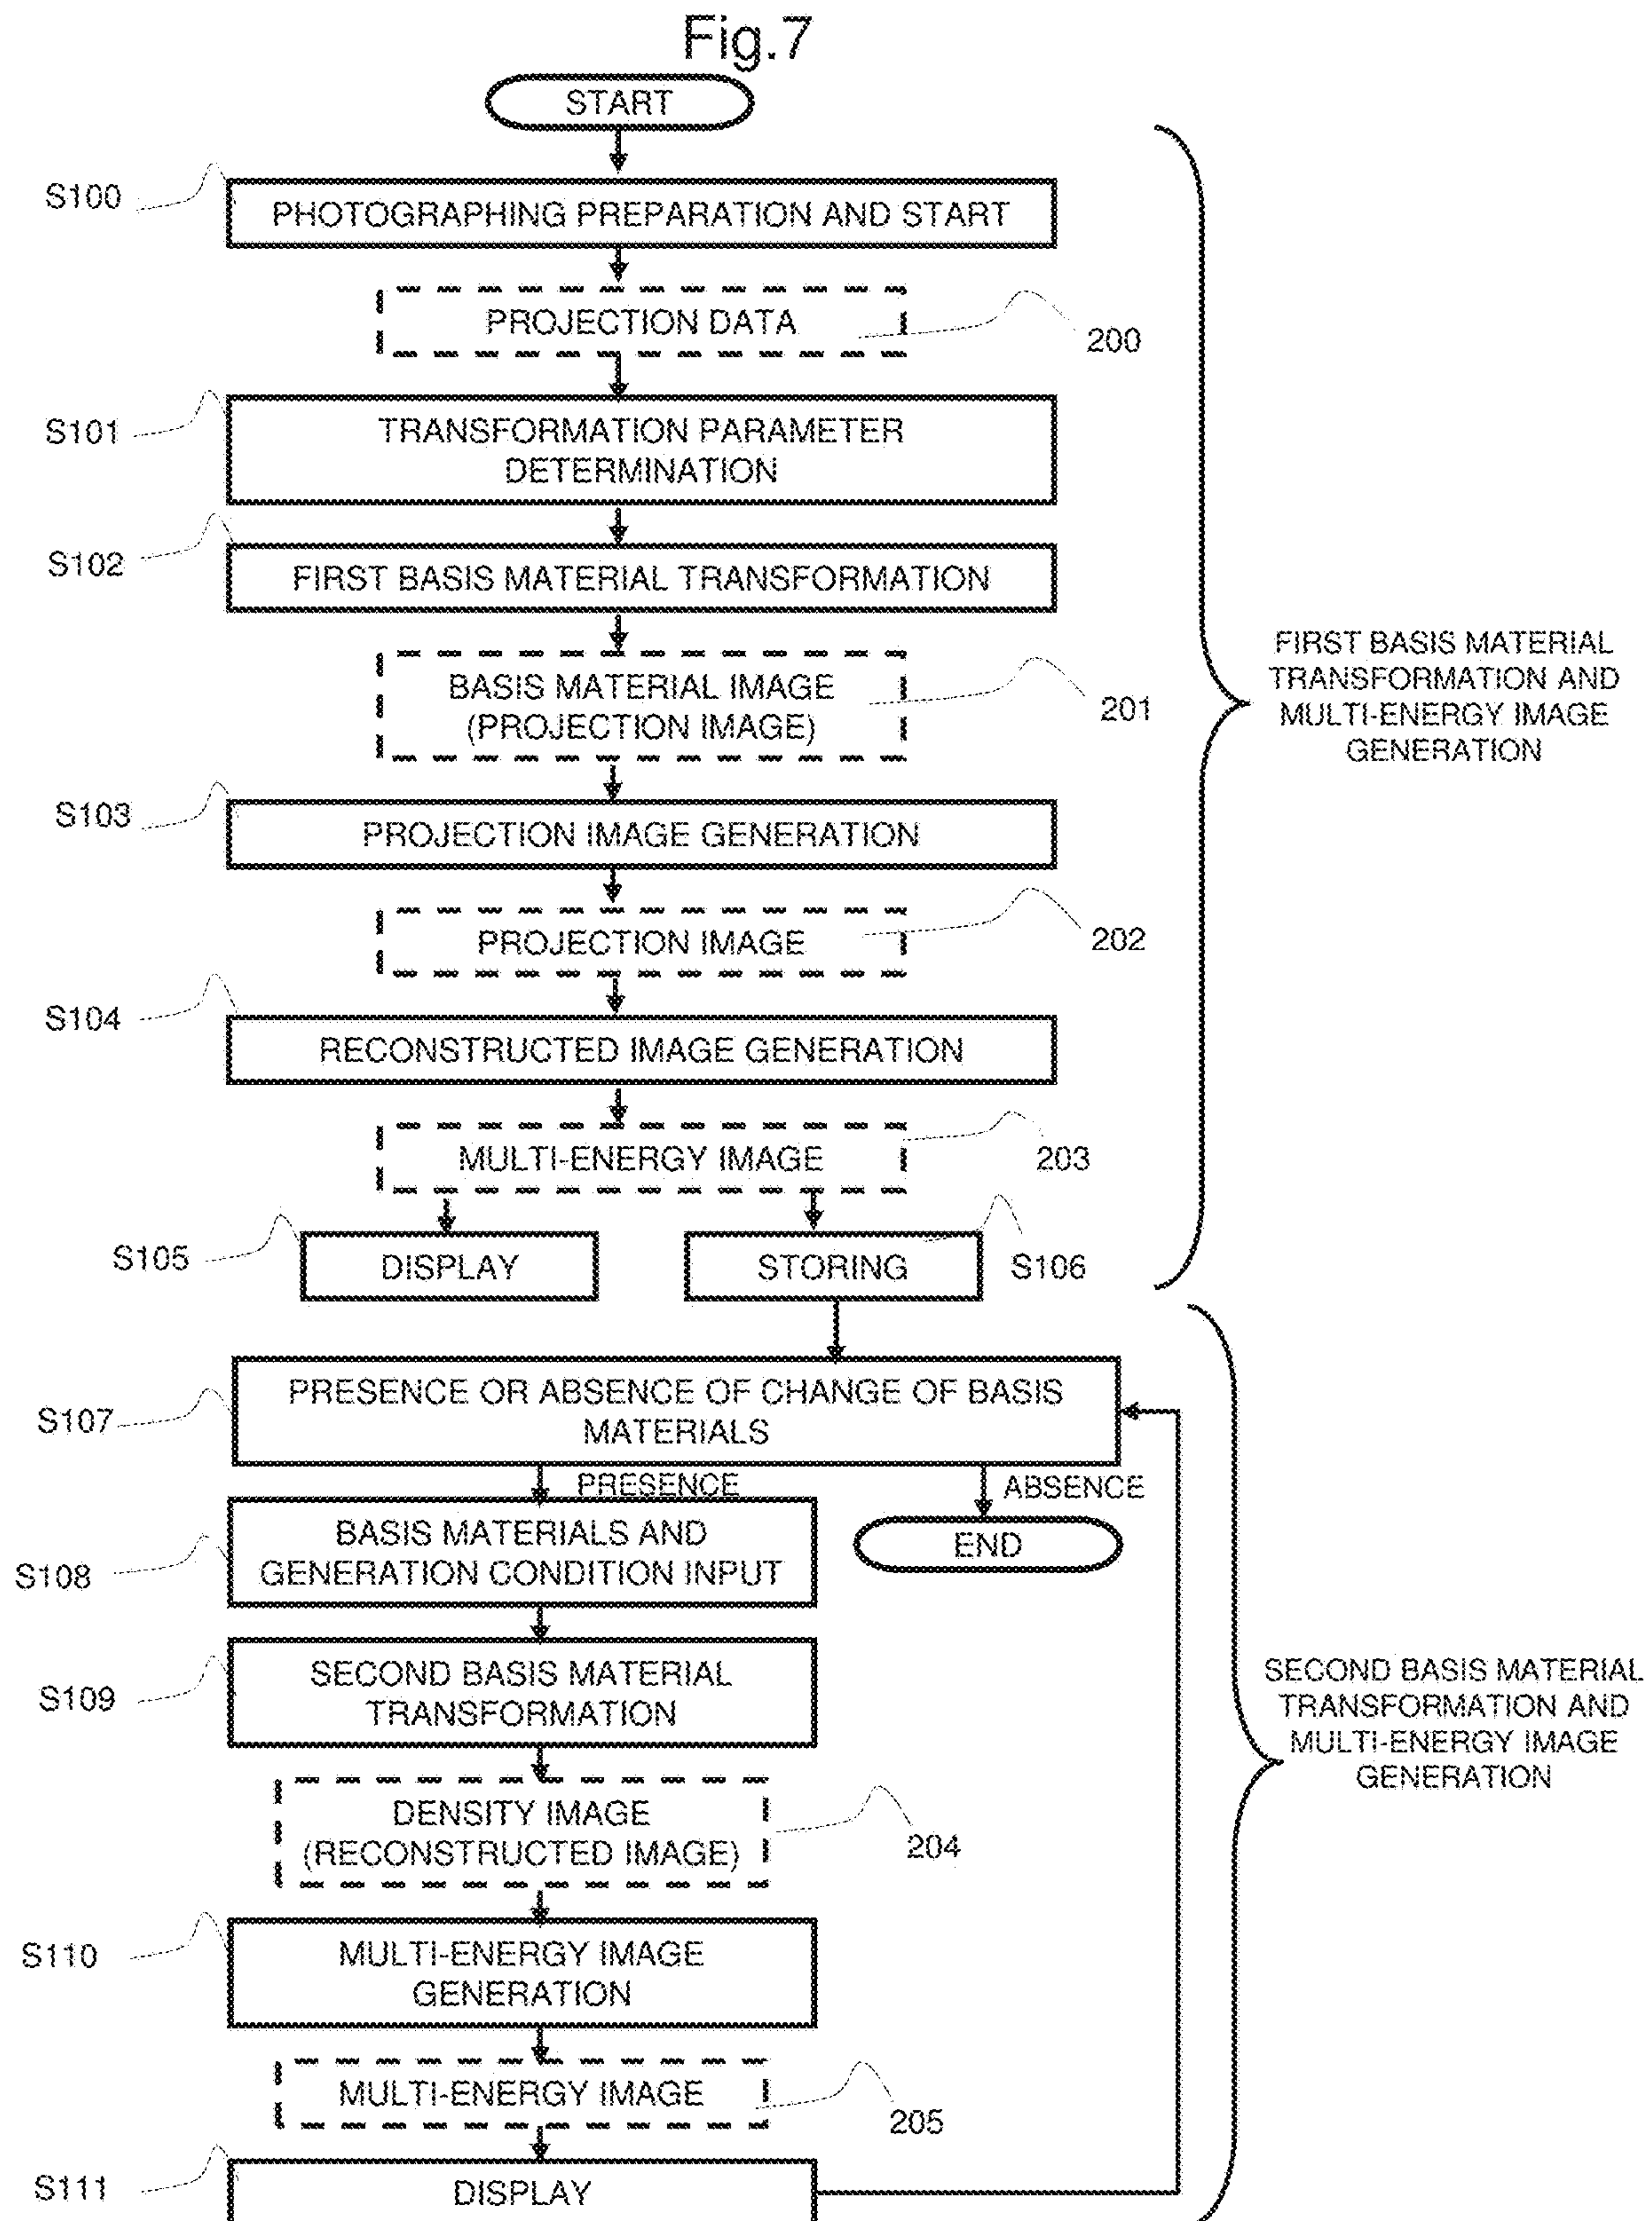 Fig.7
START
S100
PHOTOGRAPHING PREPARATION AND START
PROJECTION DATA
200
S101
TRANSFORMATION PARAMETER
DETERMINATION
S102
FIRST BASIS MATERIAL TRANSFORMATION
BASIS MATERIAL IMAGE
(PROJECTION IMAGE)
201
FIRST BASIS MATERIAL
TRANSFORMATION AND
MULTI-ENERGY IMAGE
GENERATION
S103
PROJECTION IMAGE GENERATION
PROJECTION IMAGE
202
S104
RECONSTRUCTED IMAGE GENERATION
MULTI-ENERGY IMAGE
203
S105
DISPLAY
STORING
S106
S107
PRESENCE OR ABSENCE OF CHANGE OF BASIS
MATERIALS
PRESENCE
ABSENCE
S108
BASIS MATERIALS AND
GENERATION CONDITION INPUT
END
S109
SECOND BASIS MATERIAL
TRANSFORMATION
SECOND BASIS MATERIAL
TRANSFORMATION AND
MULTI-ENERGY IMAGE
GENERATION
DENSITY IMAGE
(RECONSTRUCTED IMAGE)
204
S110
MULTI-ENERGY IMAGE
GENERATION
MULTI-ENERGY IMAGE
205
S111
DISPLAY